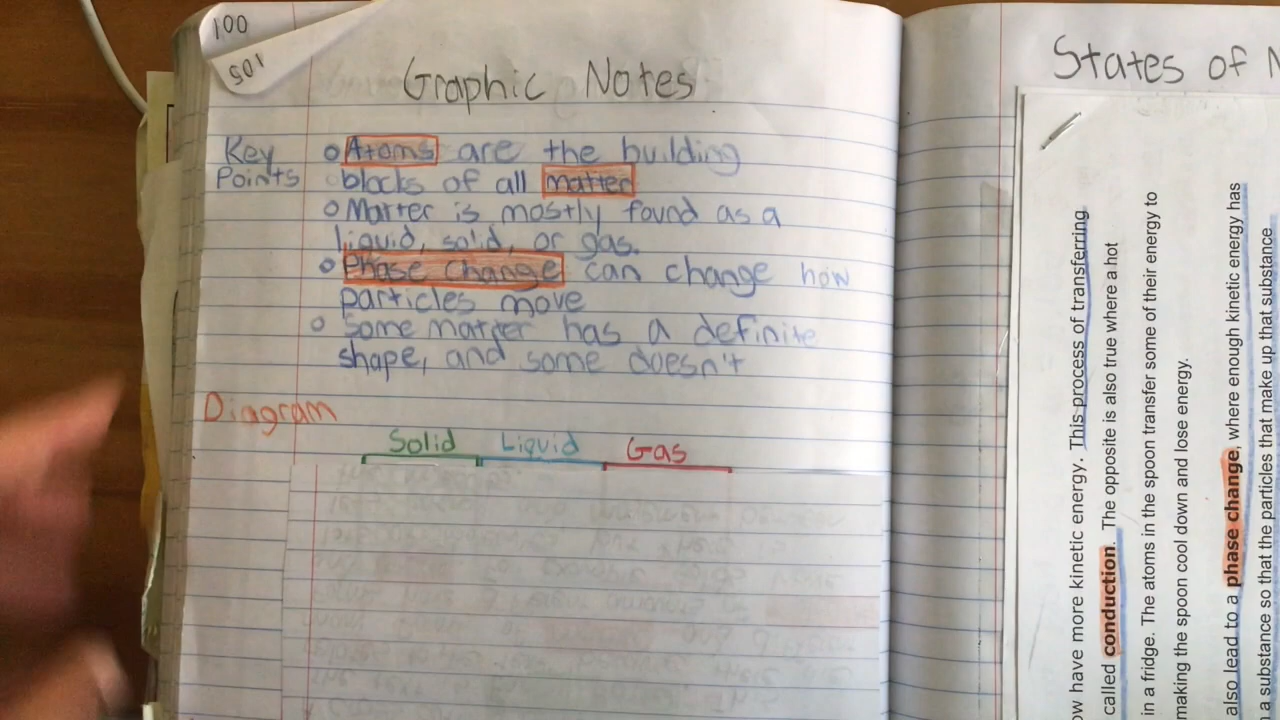 100
105
Graphic Notes
Key Points
o Atoms are the building
blocks of all matter
o Matter is mostly found as a
liquid, solid, or gas.
o Phase Change can change how
particles move
o Some matter has a definite
shape, and some doesn't
Diagram
Solid Liquid Gas
States of
ow have more kinetic energy. This process of transferring
called conduction. The opposite is also true where a hot
in a fridge. The atoms in the spoon transfer some of their energy to
making the spoon cool down and lose energy.
also lead to a phase change, where enough kinetic energy has
a substance so that the particles that make up that substance